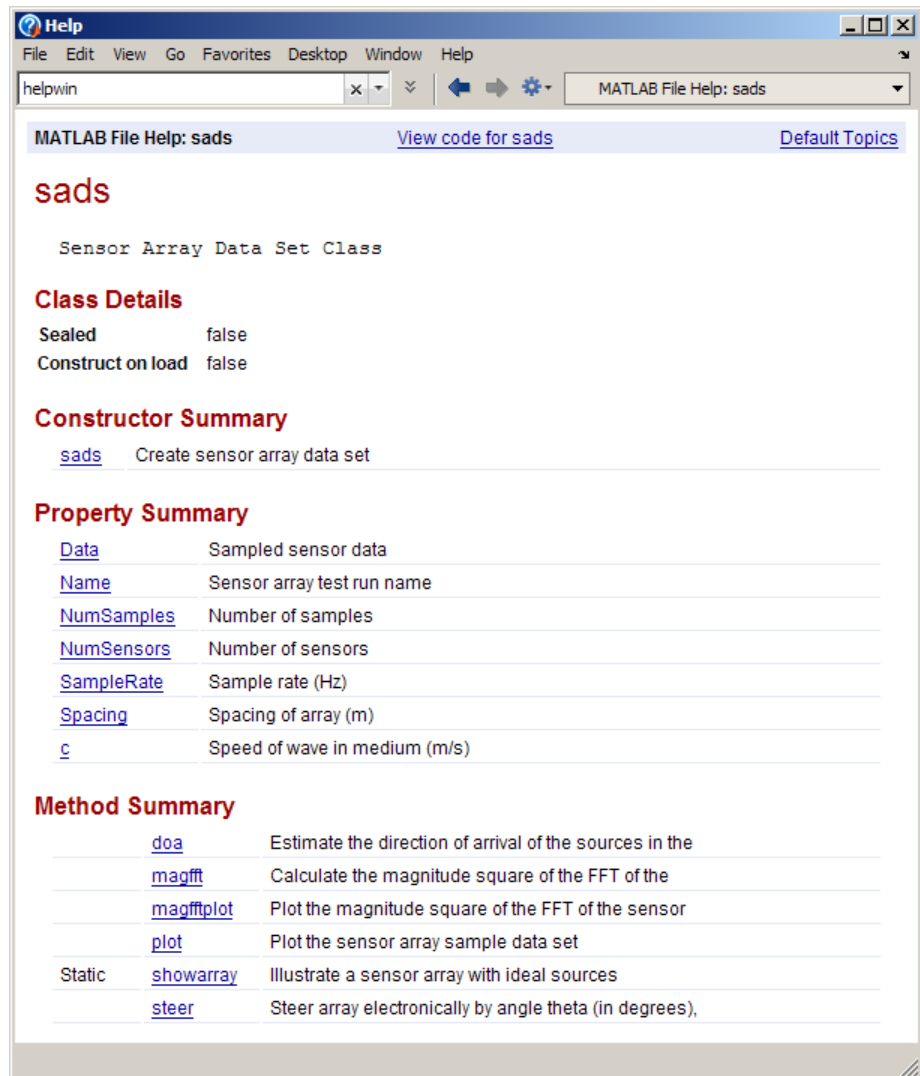 Help
File Edit View Go Favorites Desktop Window Help
helpwin MATLAB File Help: sads
MATLAB File Help: sads View code for sads Default Topics
sads
Sensor Array Data Set Class
Class Details
Sealed false
Construct on load false
Constructor Summary
sads Create sensor array data set
Property Summary
Data Sampled sensor data
Name Sensor array test run name
NumSamples Number of samples
NumSensors Number of sensors
SampleRate Sample rate (Hz)
Spacing Spacing of array (m)
c Speed of wave in medium (m/s)
Method Summary
doa Estimate the direction of arrival of the sources in the
magfft Calculate the magnitude square of the FFT of the
magfftplot Plot the magnitude square of the FFT of the sensor
plot Plot the sensor array sample data set
Static showarray Illustrate a sensor array with ideal sources
steer Steer array electronically by angle theta (in degrees),